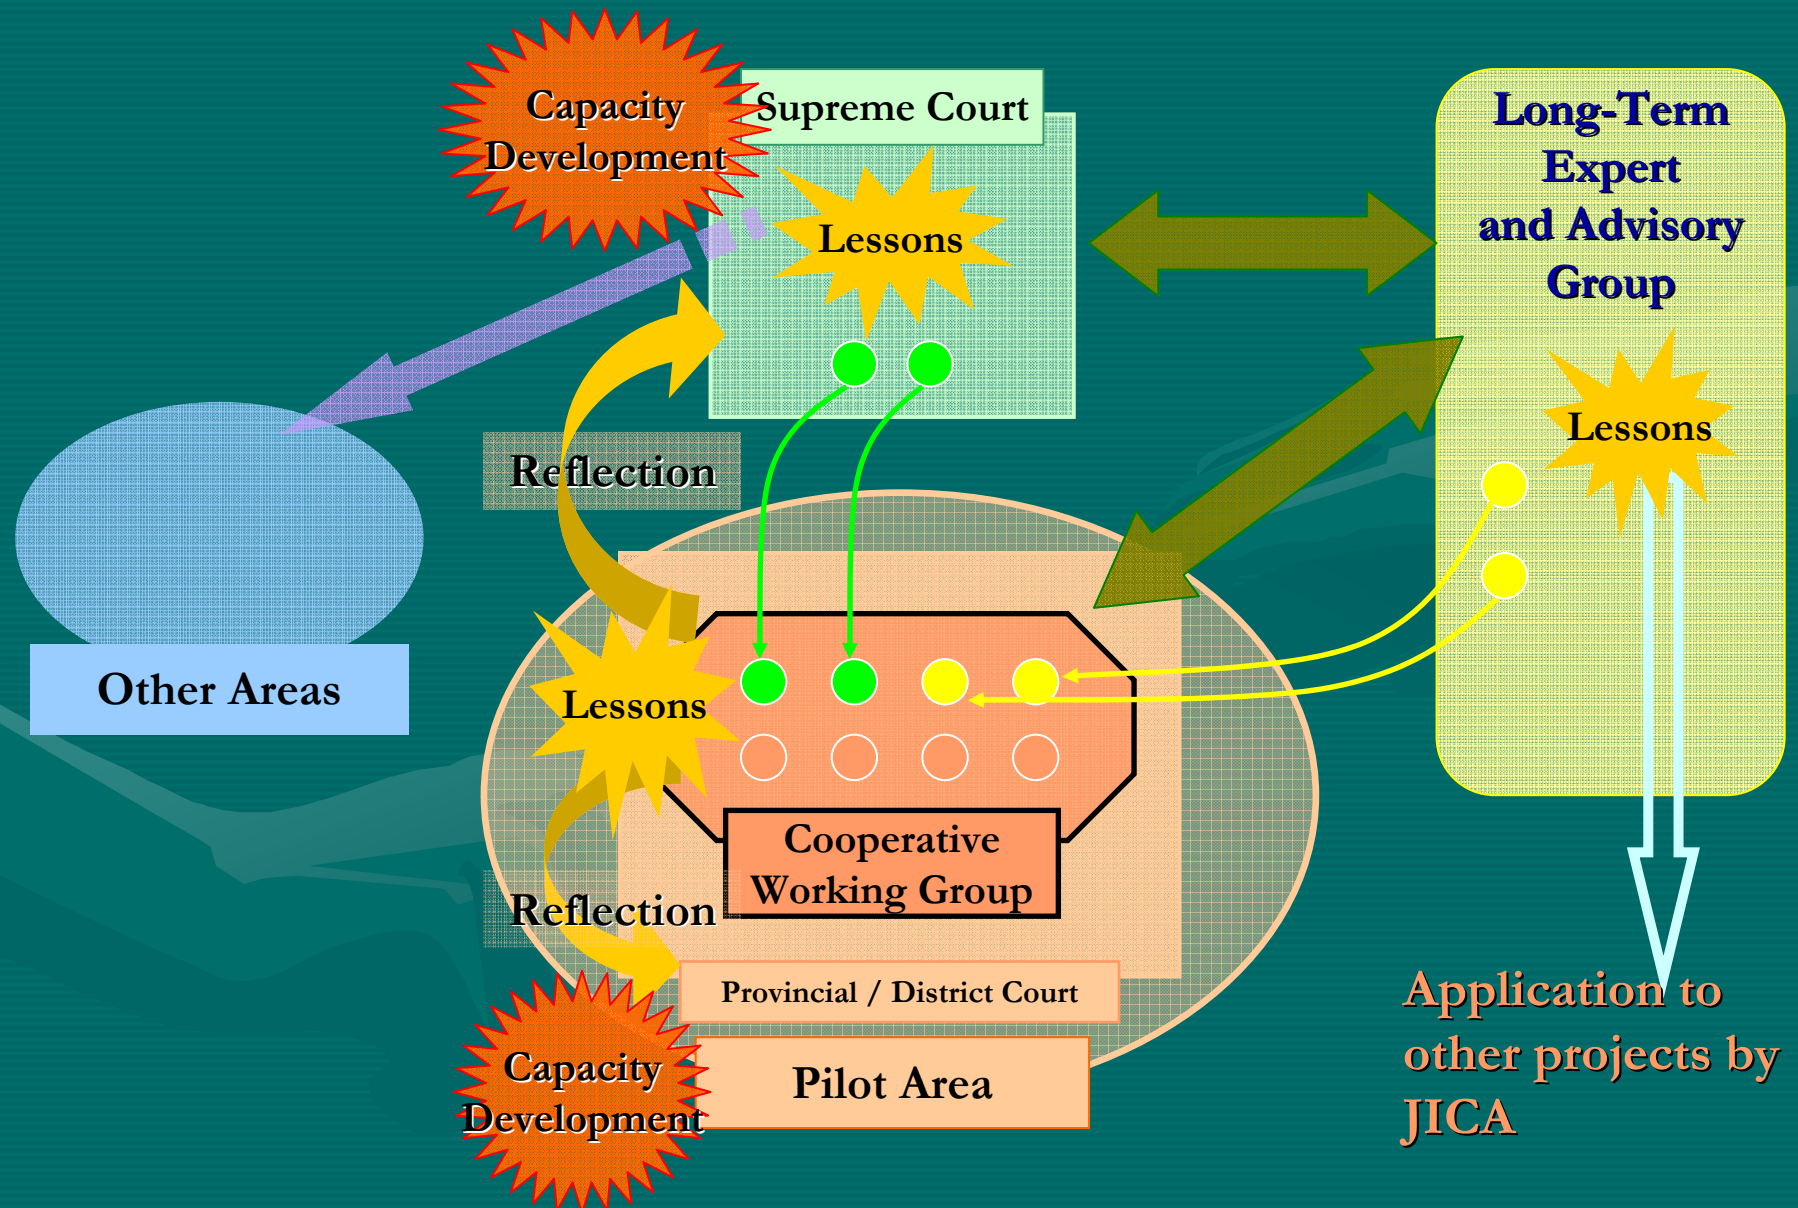 Capacity
Development
Supreme Court
Lessons
Long-Term
Expert
and Advisory
Group
Lessons
Reflection
Other Areas
Lessons
Cooperative
Working Group
Reflection
Provincial / District Court
Capacity
Development
Pilot Area
Application to
other projects by
JICA